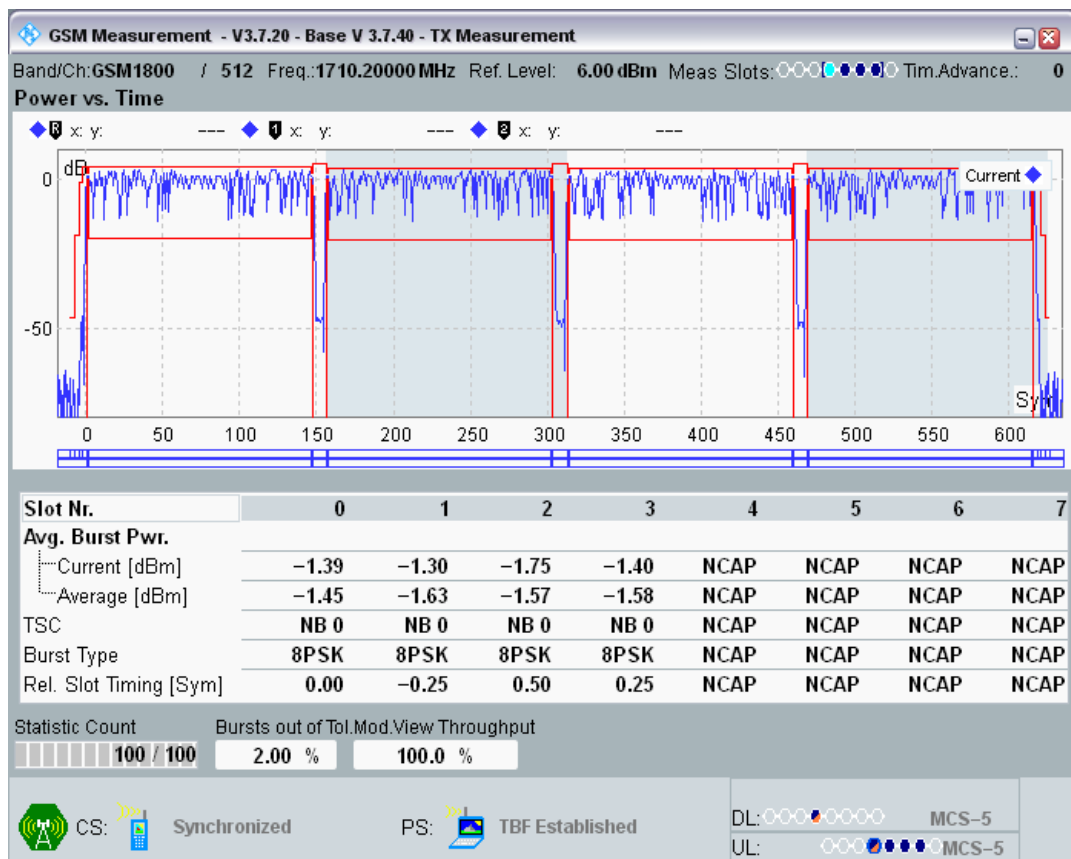 GSM Measurement - V3.7.20 - Base V 3.7.40 - TX Measurement
Band/Ch:GSM1800 / 512 Freq.:1710.20000 MHz Ref. Level: 6.00 dBm Meas Slots: Tim.Advance.: 0
Power vs. Time
R x: y: --- 1 x: y: --- 2 x: y: ---
dB
Current
0
-50
0 50 100 150 200 250 300 350 400 450 500 550 600
Slot Nr. 0 1 2 3 4 5 6 7
Avg. Burst Pwr.
Current [dBm] −1.39 −1.30 −1.75 −1.40 NCAP NCAP NCAP NCAP
Average [dBm] −1.45 −1.63 −1.57 −1.58 NCAP NCAP NCAP NCAP
TSC NB 0 NB 0 NB 0 NB 0 NCAP NCAP NCAP NCAP
Burst Type 8PSK 8PSK 8PSK 8PSK NCAP NCAP NCAP NCAP
Rel. Slot Timing [Sym] 0.00 −0.25 0.50 0.25 NCAP NCAP NCAP NCAP
Statistic Count Bursts out of Tol. Mod.View Throughput
100 / 100 2.00 % 100.0 %
CS: Synchronized PS: TBF Established
DL: MCS−5
UL: MCS−5